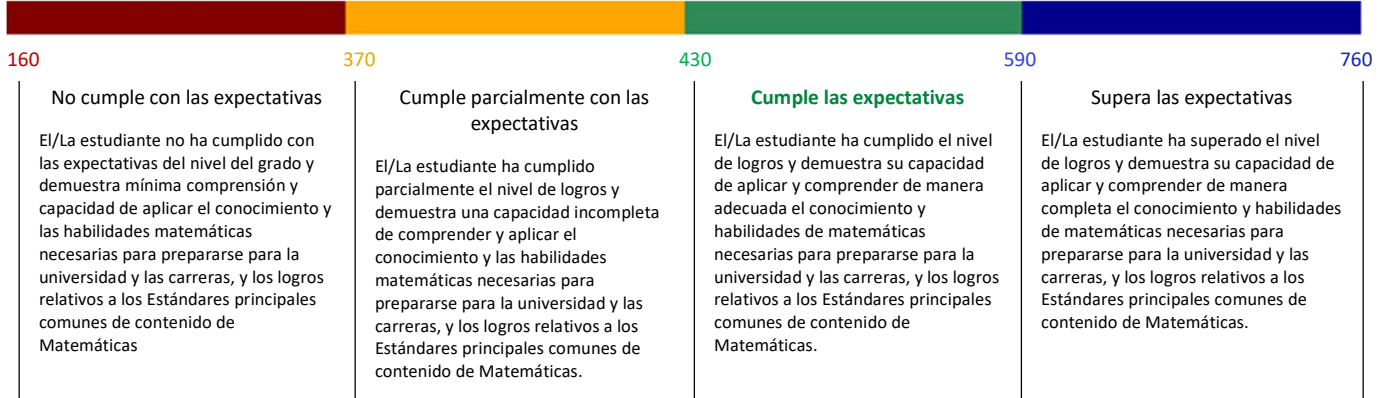 160
370
430
590
760
No cumple con las expectativas
El/La estudiante no ha cumplido con
las expectativas del nivel del grado y
demuestra mínima comprensión y
capacidad de aplicar el conocimiento y
las habilidades matemáticas
necesarias para prepararse para la
universidad y las carreras, y los logros
relativos a los Estándares principales
comunes de contenido de
Matemáticas
Cumple parcialmente con las
expectativas
El/La estudiante ha cumplido
parcialmente el nivel de logros y
demuestra una capacidad incompleta
de comprender y aplicar el
conocimiento y las habilidades
matemáticas necesarias para
prepararse para la universidad y las
carreras, y los logros relativos a los
Estándares principales comunes de
contenido de Matemáticas.
Cumple las expectativas
El/La estudiante ha cumplido el nivel
de logros y demuestra su capacidad
de aplicar y comprender de manera
adecuada el conocimiento y
habilidades de matemáticas
necesarias para prepararse para la
universidad y las carreras, y los logros
relativos a los Estándares principales
comunes de contenido de
Matemáticas.
Supera las expectativas
El/La estudiante ha superado el nivel
de logros y demuestra su capacidad de
aplicar y comprender de manera
completa el conocimiento y habilidades
de matemáticas necesarias para
prepararse para la universidad y las
carreras, y los logros relativos a los
Estándares principales comunes de
contenido de Matemáticas.